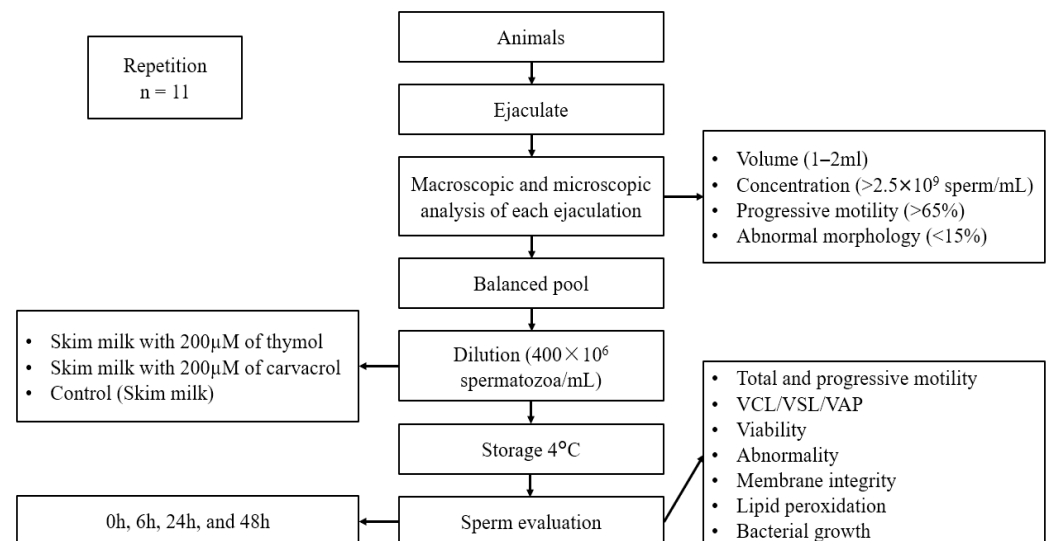 Animals
Repetition
n = 11
Ejaculate
Macroscopic and microscopic
analysis of each ejaculation
• Volume (1–2ml)
• Concentration (>2.5×10⁹ sperm/mL)
• Progressive motility (>65%)
• Abnormal morphology (<15%)
Balanced pool
• Skim milk with 200µM of thymol
• Skim milk with 200µM of carvacrol
• Control (Skim milk)
Dilution (400×10⁶
spermatozoa/mL)
Storage 4°C
• Total and progressive motility
• VCL/VSL/VAP
• Viability
• Abnormality
• Membrane integrity
• Lipid peroxidation
• Bacterial growth
0h, 6h, 24h, and 48h
Sperm evaluation